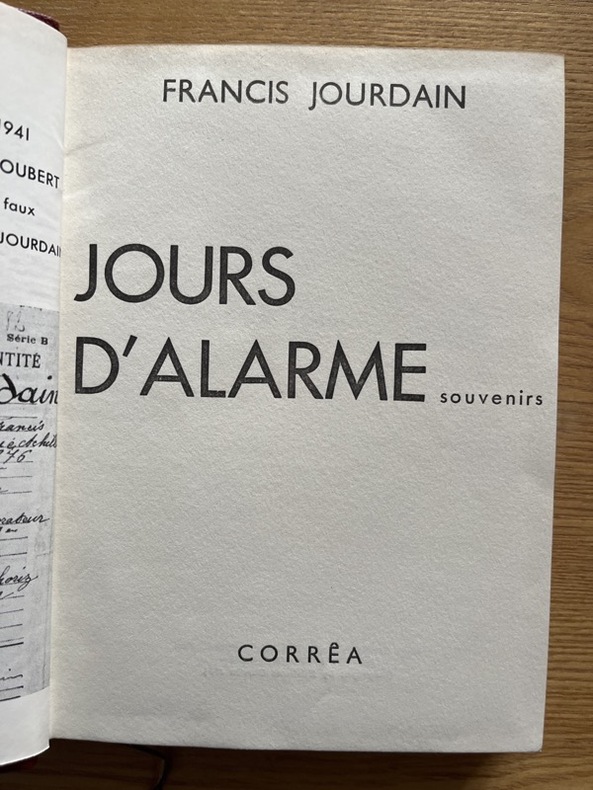 1941
OUBERT
faux
JOURDAI
Série B
NTITÉ
FRANCIS JOURDAIN
JOURS
D'ALARME souvenirs
CORRÊA